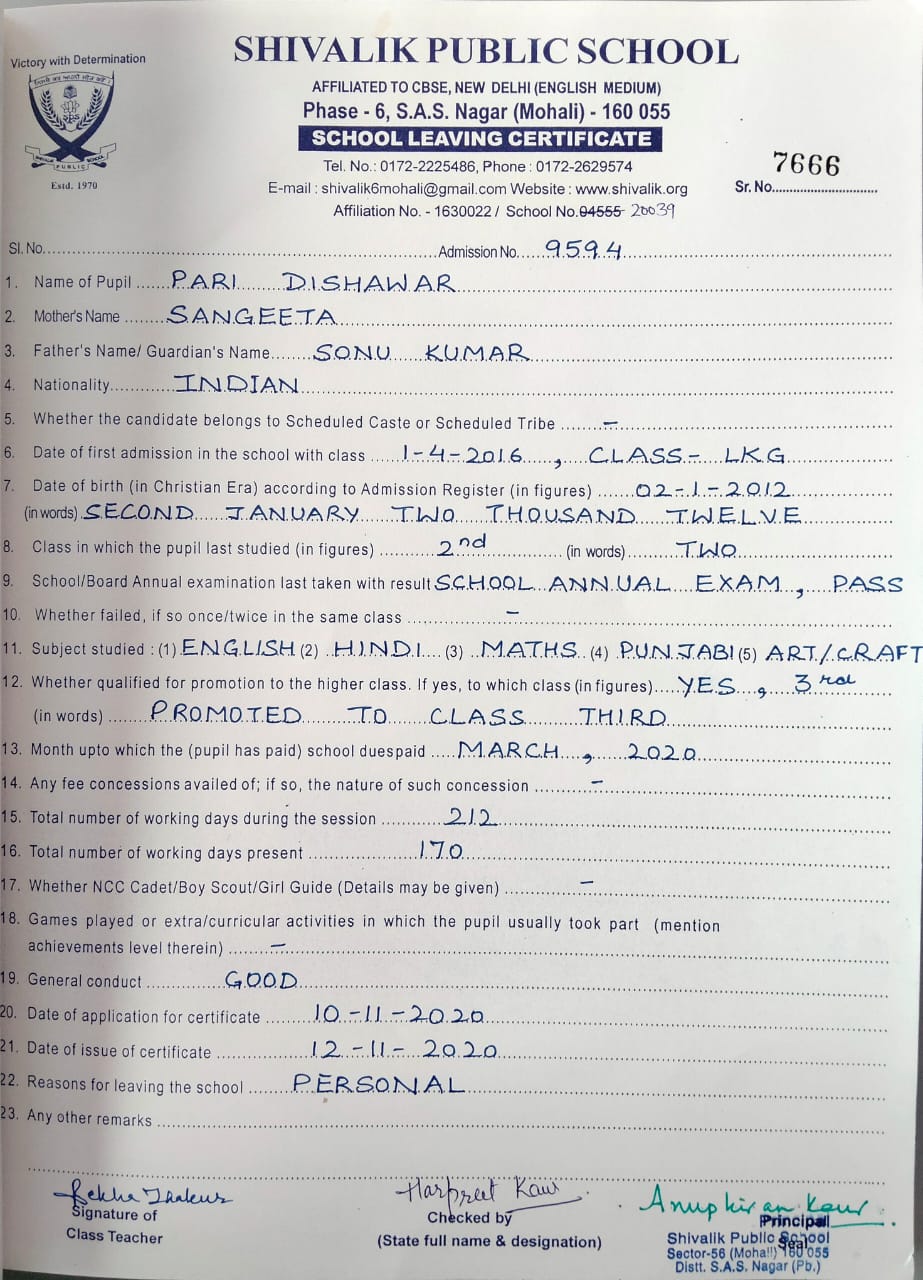 Victory with Determination
SHIVALIK PUBLIC SCHOOL
AFFILIATED TO CBSE, NEW DELHI (ENGLISH MEDIUM)
Phase - 6, S.A.S. Nagar (Mohali) - 160 055
SCHOOL LEAVING CERTIFICATE
Tel. No.: 0172-2225486, Phone : 0172-2629574
E-mail : shivalik6mohali@gmail.com Website : www.shivalik.org
Affiliation No. - 1630022 / School No. 04555 20039
SHIVALIK PUBLIC SCHOOL
Estd. 1970
7666
Sr. No.
Sl. No. Admission No. 9594
1. Name of Pupil PARI DISHAWAR
2. Mother's Name SANGEETA
3. Father's Name/ Guardian's Name SONU KUMAR
4. Nationality INDIAN
5. Whether the candidate belongs to Scheduled Caste or Scheduled Tribe –
6. Date of first admission in the school with class 1-4-2016, CLASS- LKG
7. Date of birth (in Christian Era) according to Admission Register (in figures) 02-1-2012
(in words) SECOND JANUARY TWO THOUSAND TWELVE
8. Class in which the pupil last studied (in figures) 2nd (in words) TWO
9. School/Board Annual examination last taken with result SCHOOL ANNUAL EXAM, PASS
10. Whether failed, if so once/twice in the same class –
11. Subject studied : (1) ENGLISH (2) HINDI (3) MATHS (4) PUNJABI (5) ART/CRAFT
12. Whether qualified for promotion to the higher class. If yes, to which class (in figures) YES, 3rd
(in words) PROMOTED TO CLASS THIRD
13. Month upto which the (pupil has paid) school duespaid MARCH, 2020
14. Any fee concessions availed of; if so, the nature of such concession –
15. Total number of working days during the session 212
16. Total number of working days present 170
17. Whether NCC Cadet/Boy Scout/Girl Guide (Details may be given) –
18. Games played or extra/curricular activities in which the pupil usually took part (mention
achievements level therein) –
19. General conduct GOOD
20. Date of application for certificate 10-11-2020
21. Date of issue of certificate 12-11-2020
22. Reasons for leaving the school PERSONAL
23. Any other remarks
Rekha Thakur
Signature of
Class Teacher
Harpreet Kaur
Checked by
(State full name & designation)
Anupkiran Kaur
Principal
Seal
Shivalik Public School
Sector-56 (Mohali) 160 055
Distt. S.A.S. Nagar (Pb.)